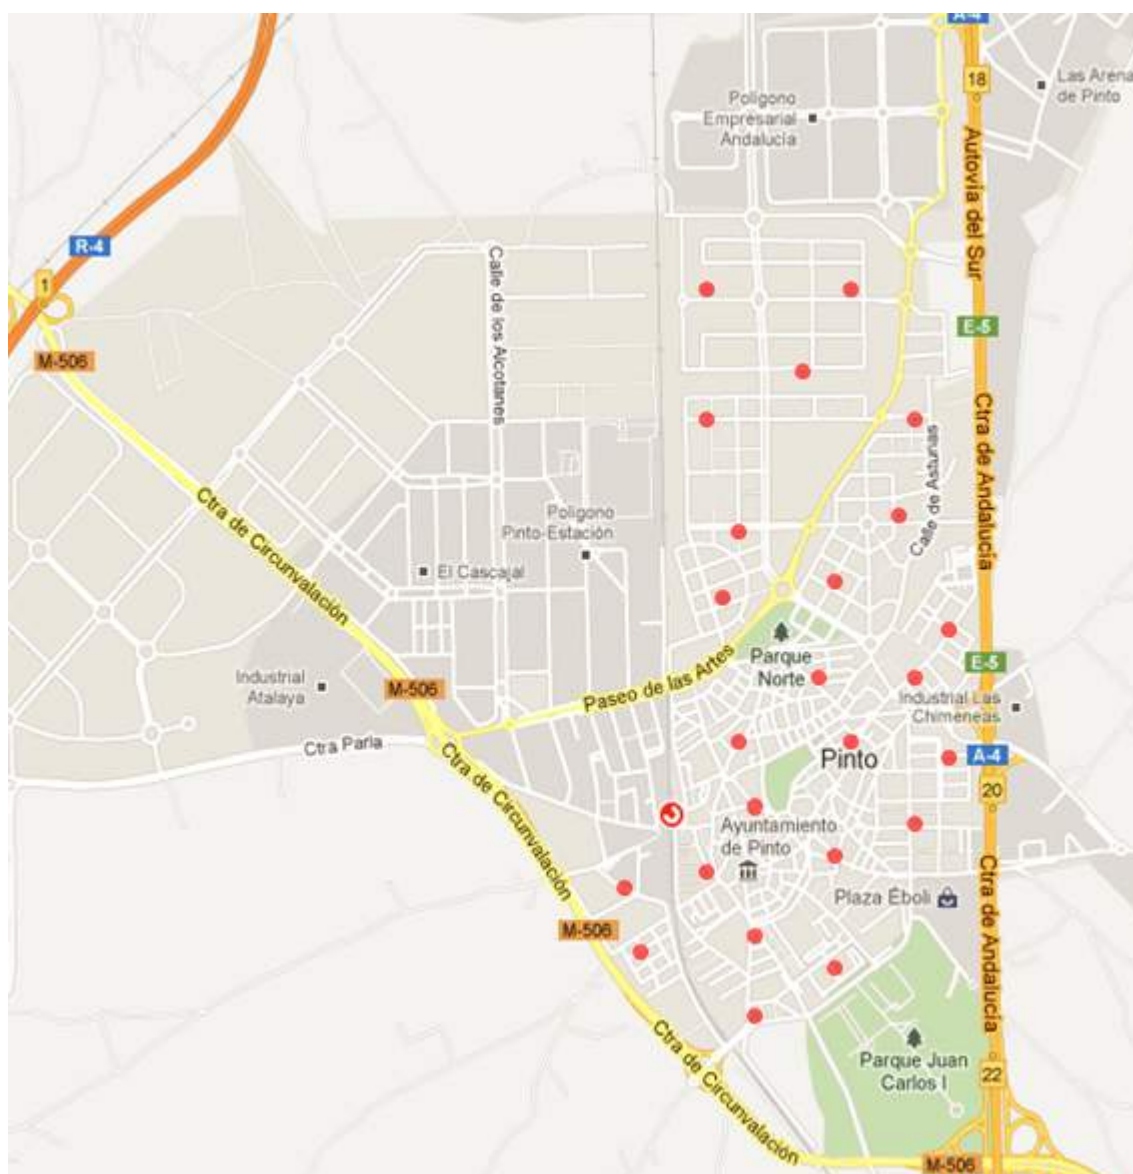 A-4
18
Las Arena
de Pinto
Polígono
Empresarial
Andalucía
Autovía del Sur
R-4
1
Calle de los Alcotanes
E-5
M-506
Ctra de Andalucía
Calle de Asturias
Ctra de Circunvalación
Polígono
Pinto-Estación
El Cascajal
Parque
Norte
E-5
Industrial
Atalaya
M-506
Paseo de las Artes
Industrial Las
Chimeneas
Ctra Parla
Pinto
A-4
20
Ctra de Circunvalación
Ayuntamiento
de Pinto
Plaza Éboli
Ctra de Andalucía
M-506
Ctra de Circunvalación
Parque Juan
Carlos I
22
M-506